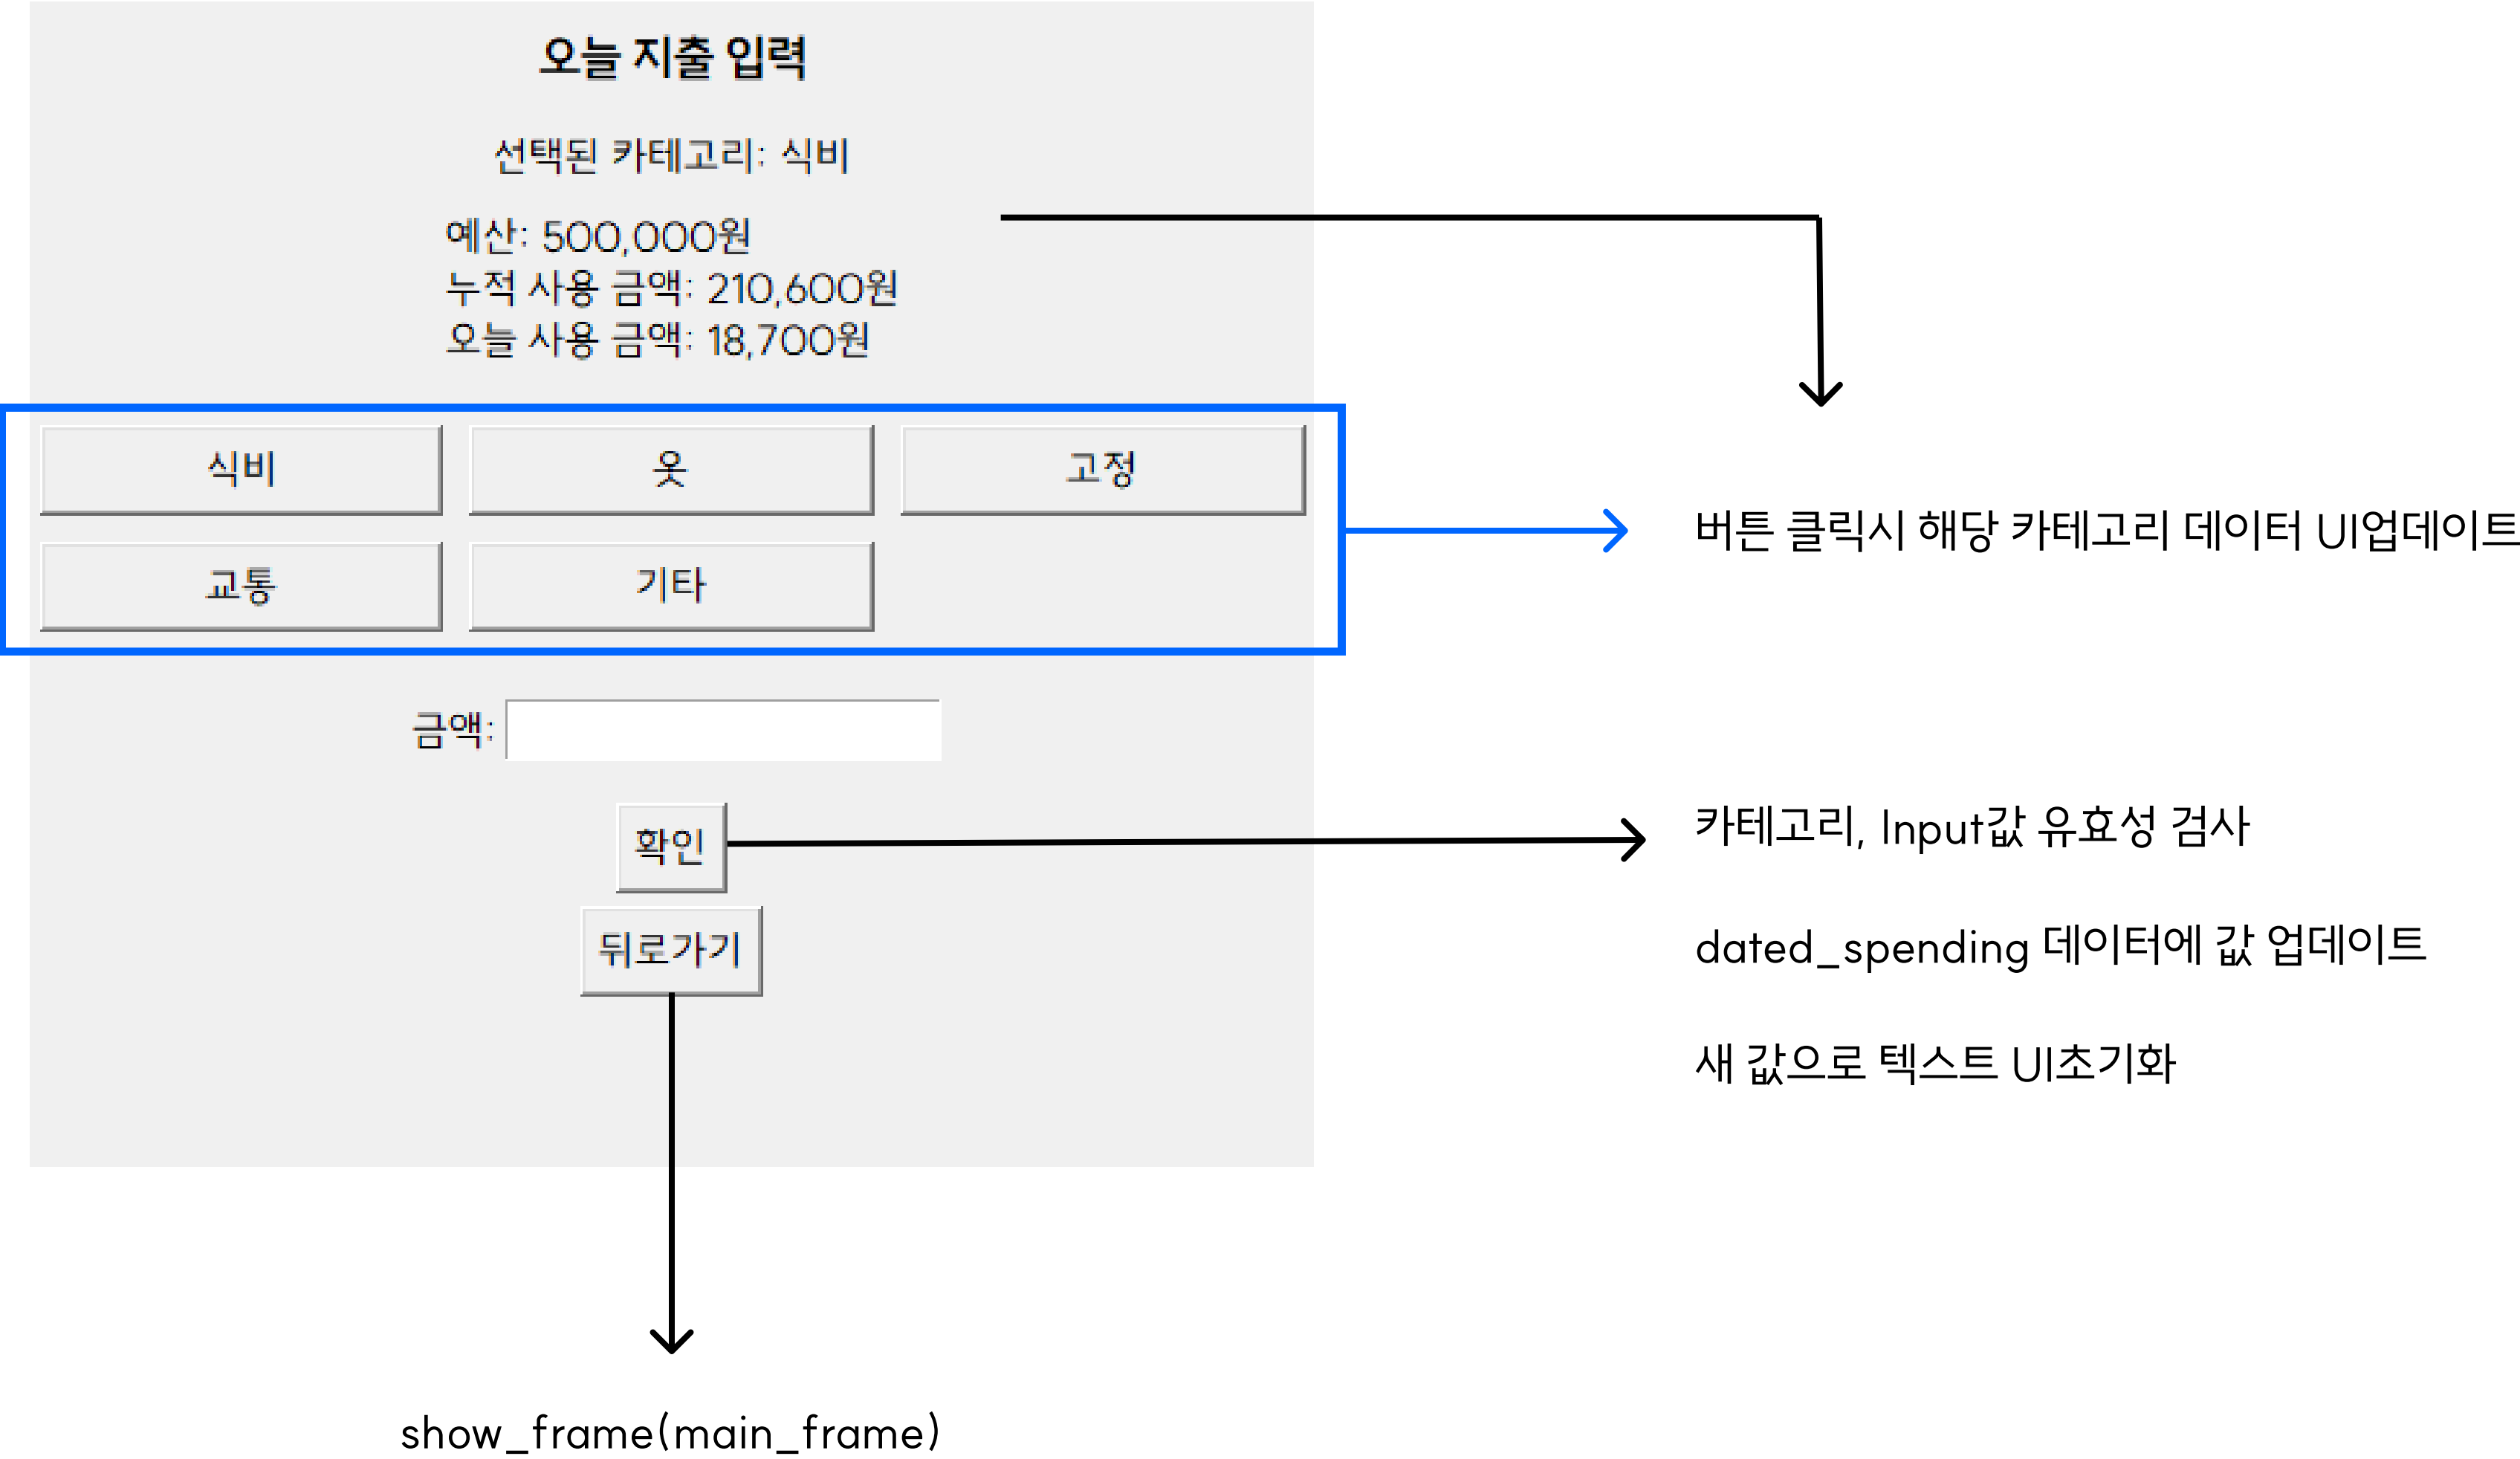 오늘 지출 입력
선택된 카테고리: 식비
예산: 500,000원
누적 사용 금액: 210,600원
오늘 사용 금액: 18,700원
식비 옷 고정
교통 기타
버튼 클릭시 해당 카테고리 데이터 UI업데이트
금액:
확인
뒤로가기
카테고리, Input값 유효성 검사
dated_spending 데이터에 값 업데이트
새 값으로 텍스트 UI초기화
show_frame(main_frame)